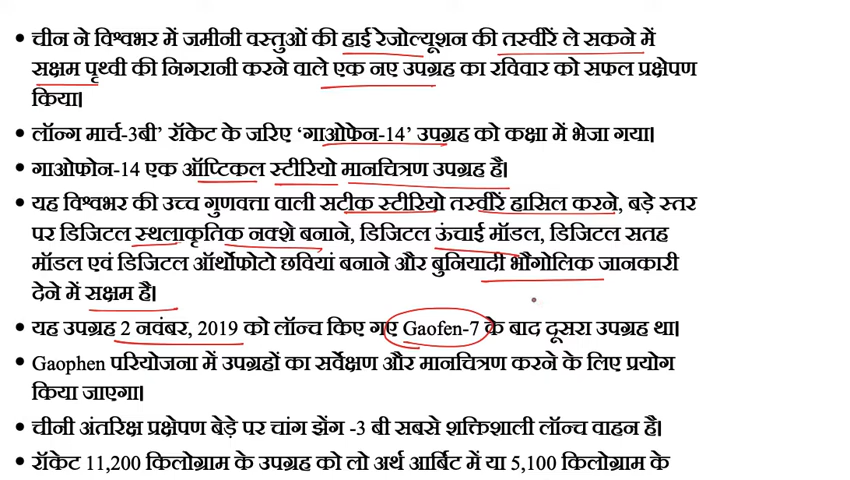 • चीन ने विश्वभर में जमीनी वस्तुओं की हाई रेजोल्यूशन की तस्वीरें ले सकने में
सक्षम पृथ्वी की निगरानी करने वाले एक नए उपग्रह का रविवार को सफल प्रक्षेपण
किया।
• लॉन्ग मार्च-3बी’ रॉकेट के जरिए ‘गाओफेन-14’ उपग्रह को कक्षा में भेजा गया।
• गाओफोन-14 एक ऑप्टिकल स्टीरियो मानचित्रण उपग्रह है।
• यह विश्वभर की उच्च गुणवत्ता वाली सटीक स्टीरियो तस्वीरें हासिल करने, बड़े स्तर
पर डिजिटल स्थलाकृतिक नक्शे बनाने, डिजिटल ऊंचाई मॉडल, डिजिटल सतह
मॉडल एवं डिजिटल ऑर्थोफोटो छवियां बनाने और बुनियादी भौगोलिक जानकारी
देने में सक्षम है।
• यह उपग्रह 2 नवंबर, 2019 को लॉन्च किए गए Gaofen-7 के बाद दूसरा उपग्रह था।
• Gaophen परियोजना में उपग्रहों का सर्वेक्षण और मानचित्रण करने के लिए प्रयोग
किया जाएगा।
• चीनी अंतरिक्ष प्रक्षेपण बेड़े पर चांग झेंग -3 बी सबसे शक्तिशाली लॉन्च वाहन है।
• रॉकेट 11,200 किलोग्राम के उपग्रह को लो अर्थ आर्बिट में या 5,100 किलोग्राम के